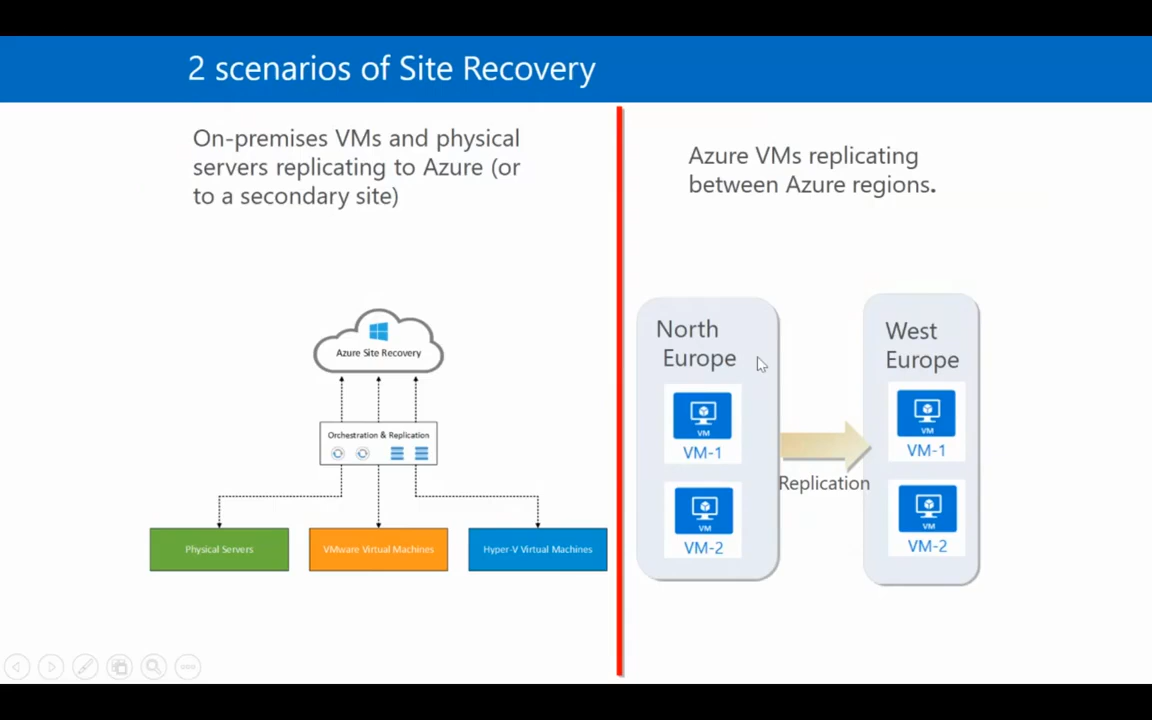 2 scenarios of Site Recovery
On-premises VMs and physical
servers replicating to Azure (or
to a secondary site)
Azure Site Recovery
Orchestration & Replication
Physical Servers
VMware Virtual Machines
Hyper-V Virtual Machines
Azure VMs replicating
between Azure regions.
North
Europe
VM
VM-1
VM
VM-2
Replication
West
Europe
VM
VM-1
VM
VM-2